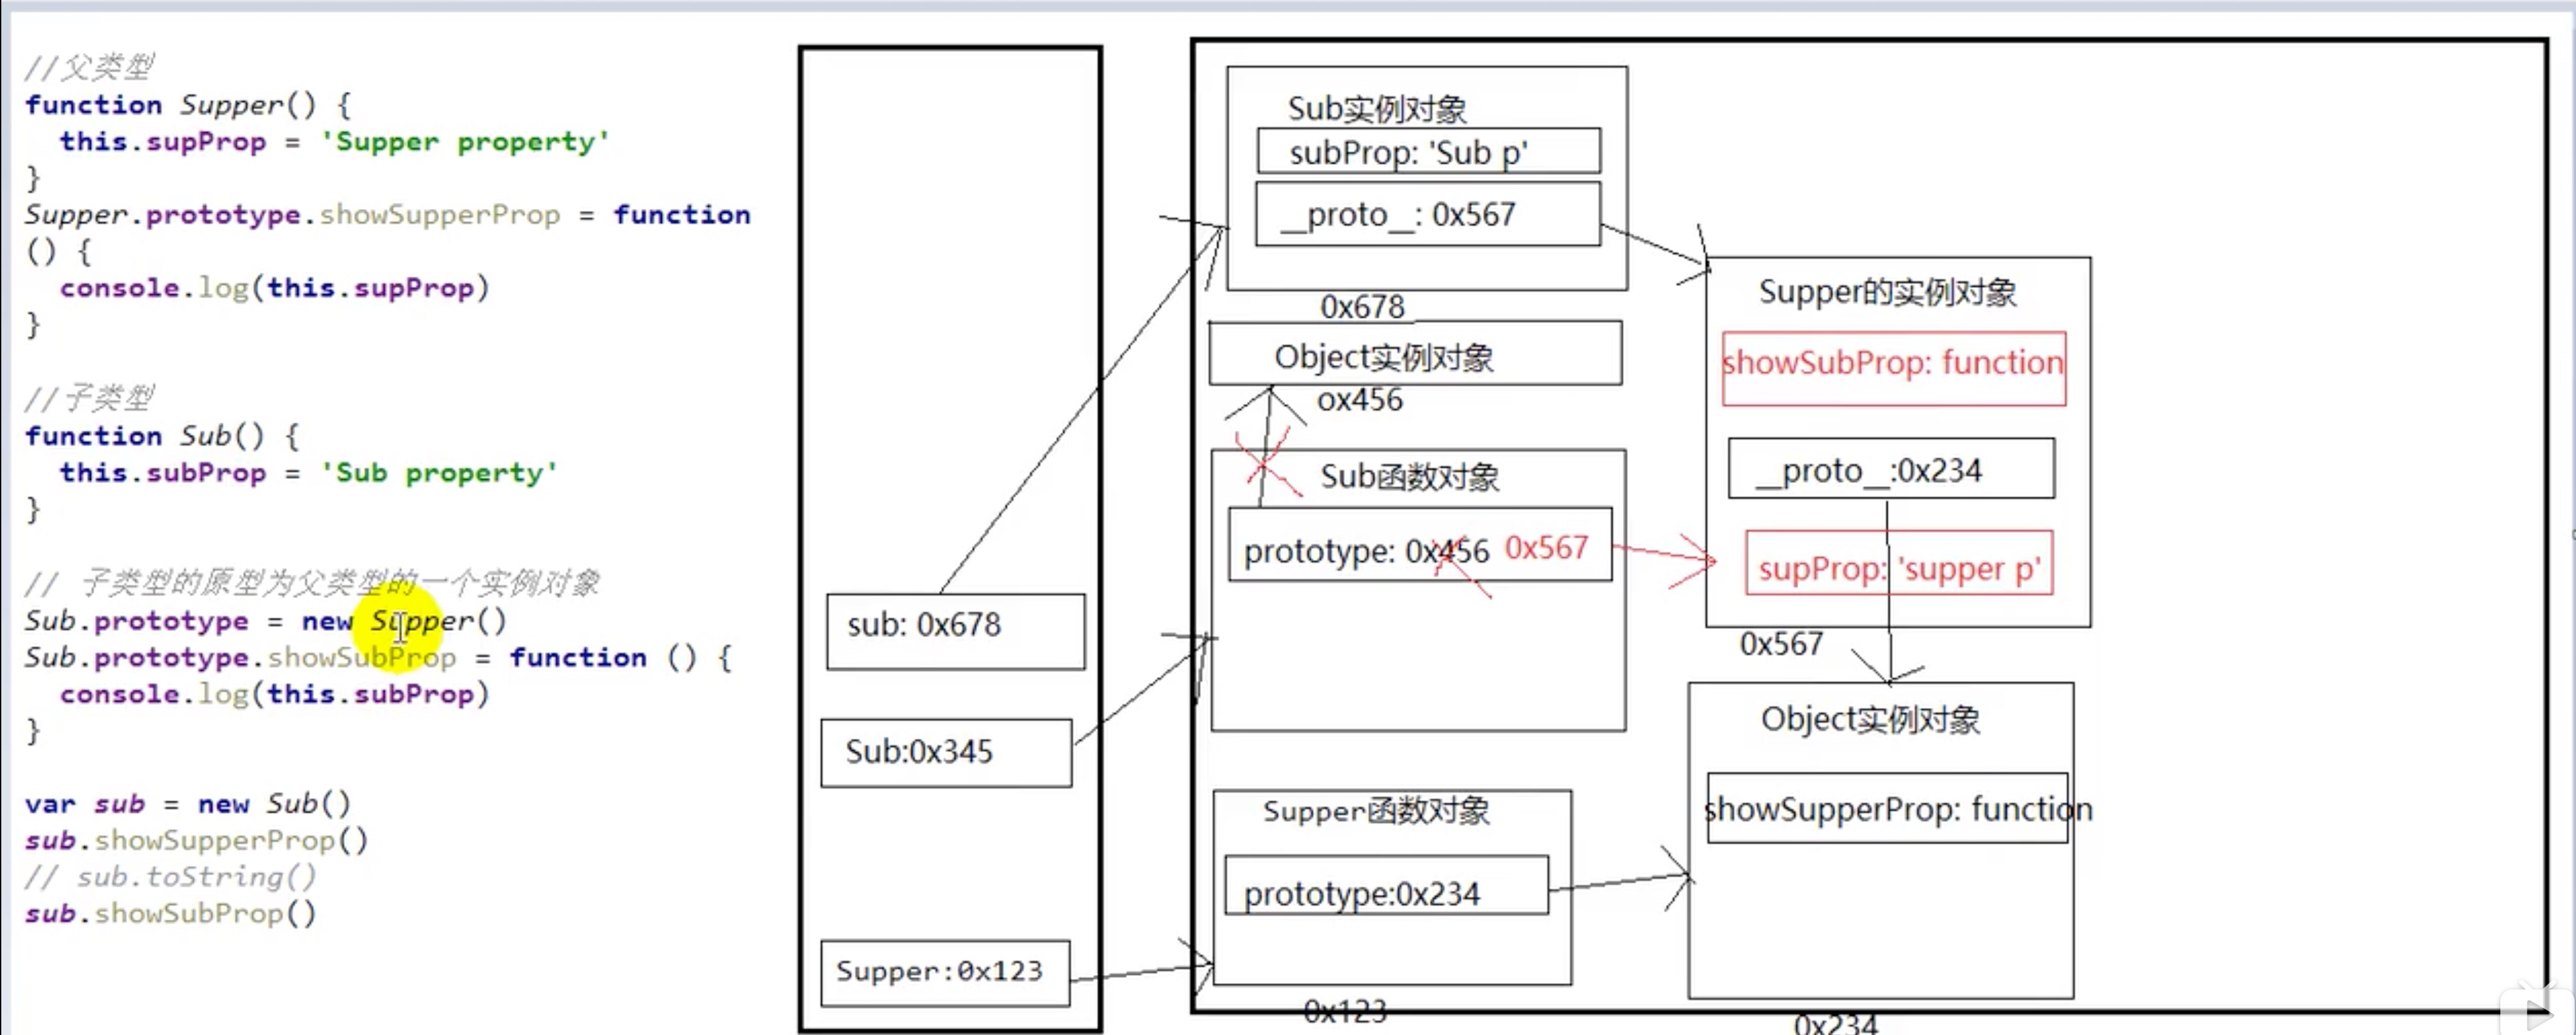 //父类型
function Supper() {
this.supProp = 'Supper property'
}
Supper.prototype.showSupperProp = function
() {
console.log(this.supProp)
}
//子类型
function Sub() {
this.subProp = 'Sub property'
}
// 子类型的原型为父类型的一个实例对象
Sub.prototype = new Supper()
Sub.prototype.showSubProp = function () {
console.log(this.subProp)
}
var sub = new Sub()
sub.showSupperProp()
// sub.toString()
sub.showSubProp()
sub: 0x678
Sub:0x345
Supper:0x123
Sub实例对象
subProp: 'Sub p'
__proto__: 0x567
0x678
Object实例对象
ox456
Sub函数对象
prototype: 0x456 0x567
Supper函数对象
prototype:0x234
0x123
Supper的实例对象
showSubProp: function
__proto__:0x234
supProp: 'supper p'
0x567
Object实例对象
showSupperProp: function
0x234